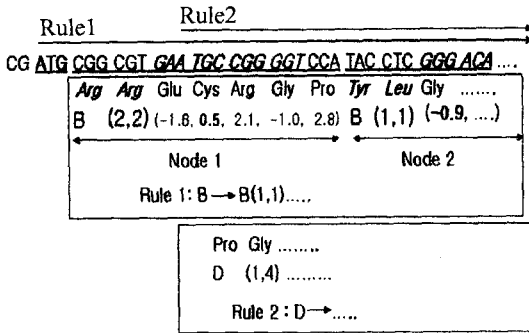 Rule1 Rule2
CG ATG CGG CGT GAA TGC CGG GGT CCA TAC CTC GGG ACA ....
Arg Arg Glu Cys Arg Gly Pro Tyr Leu Gly .......
B (2,2) (-1.6, 0.5, 2.1, -1.0, 2.8) B (1,1) (-0.9, ....)
Node 1 Node 2
Rule 1: B→B(1,1).....
Pro Gly ........
D (1,4) .........
Rule 2 : D→.....